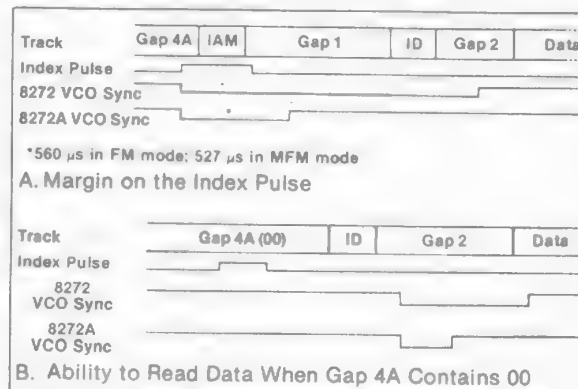 Track Gap 4A IAM Gap 1 ID Gap 2 Data
Index Pulse
8272 VCO Sync
8272A VCO Sync *
*560 μs in FM mode; 527 μs in MFM mode
A. Margin on the Index Pulse
Track Gap 4A (00) ID Gap 2 Data
Index Pulse
8272
VCO Sync
8272A
VCO Sync
B. Ability to Read Data When Gap 4A Contains 00